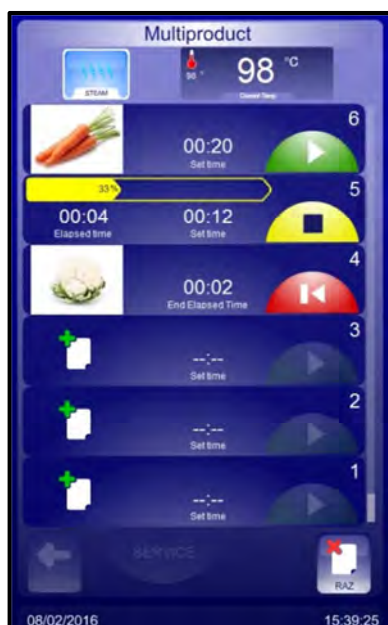 Multiproduct
STEAM
98 °
98 °C
Chamber Temp
6
00:20
Set time
33%
5
00:04
Elapsed time
00:12
Set time
4
00:02
End Elapsed Time
3
--:--
Set time
2
--:--
Set time
1
--:--
Set time
SERVICE
RAZ
08/02/2016
15:39:25